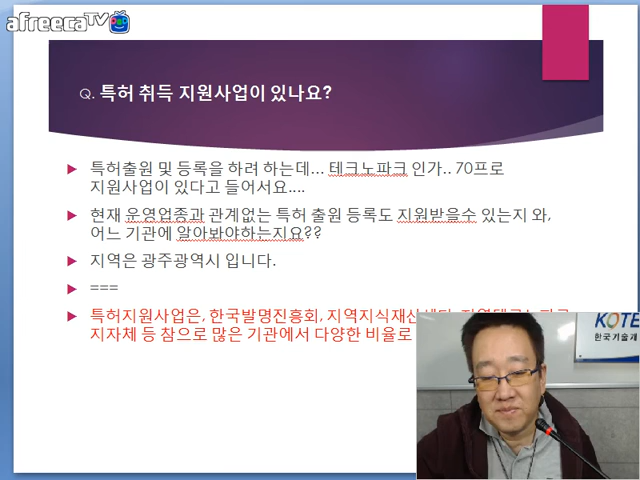 afreecaTV
Q. 특허 취득 지원사업이 있나요?
특허출원 및 등록을 하려 하는데... 테크노파크 인가.. 70프로
지원사업이 있다고 들어서요....
현재 운영업종과 관계없는 특허 출원 등록도 지원받을수 있는지 와,
어느 기관에 알아봐야하는지요??
지역은 광주광역시 입니다.
===
특허지원사업은, 한국발명진흥회, 지역지식재산센터,
지자체 등 참으로 많은 기관에서 다양한 비율로
KOTE
한국기술개